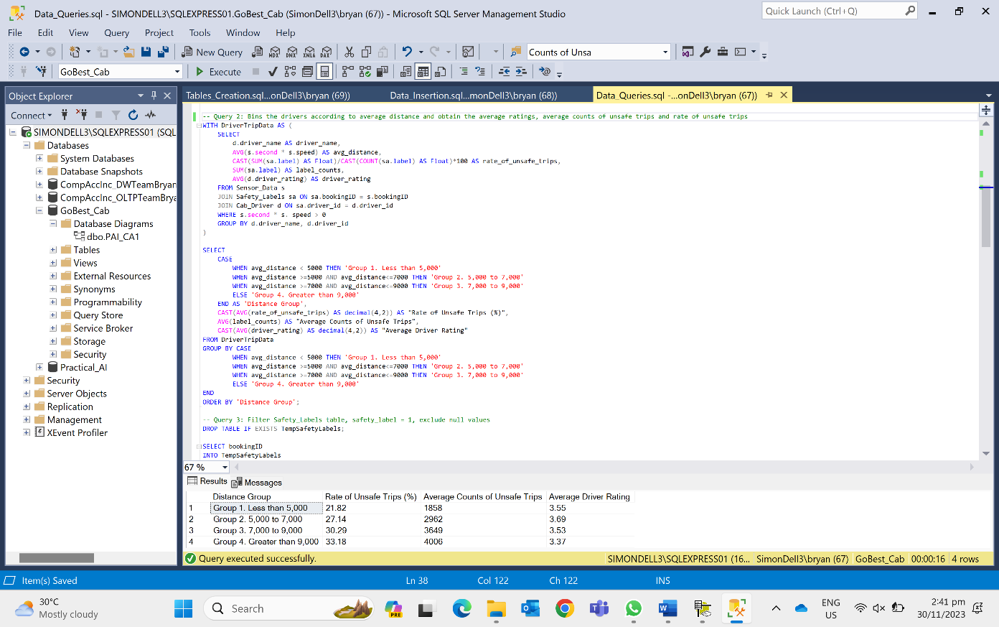 Data_Queries.sql - SIMONDELL3\SQLEXPRESS01.GoBest_Cab (SimonDell3\bryan (67)) - Microsoft SQL Server Management Studio
Quick Launch (Ctrl+Q)
File Edit View Query Project Tools Window Help
New Query MDX DMX XMLA DAX Counts of Unsa
GoBest_Cab Execute
Object Explorer
Connect
SIMONDELL3\SQLEXPRESS01 (SQL
Databases
System Databases
Database Snapshots
CompAccInc_DWTeamBryan
CompAccInc_OLTPTeamBrya
GoBest_Cab
Database Diagrams
dbo.PAI_CA1
Tables
Views
External Resources
Synonyms
Programmability
Query Store
Service Broker
Storage
Security
Practical_AI
Security
Server Objects
Replication
Management
XEvent Profiler
Tables_Creation.sql...onDell3\bryan (69)) Data_Insertion.sql...monDell3\bryan (68)) Data_Queries.sql -...onDell3\bryan (67))
-- Query 2: Bins the drivers according to average distance and obtain the average ratings, average counts of unsafe trips and rate of unsafe trips
WITH DriverTripData AS (
SELECT
d.driver_name AS driver_name,
AVG(s.second * s.speed) AS avg_distance,
CAST(SUM(sa.label) AS Float)/CAST(COUNT(sa.label) AS Float)*100 AS rate_of_unsafe_trips,
SUM(sa.label) AS label_counts,
AVG(d.driver_rating) AS driver_rating
FROM Sensor_Data s
JOIN Safety_Labels sa ON sa.bookingID = s.bookingID
JOIN Cab_Driver d ON sa.driver_id = d.driver_id
WHERE s.second * s. speed > 0
GROUP BY d.driver_name, d.driver_id
)
SELECT
CASE
WHEN avg_distance < 5000 THEN 'Group 1. Less than 5,000'
WHEN avg_distance >=5000 AND avg_distance<=7000 THEN 'Group 2. 5,000 to 7,000'
WHEN avg_distance >=7000 AND avg_distance<=9000 THEN 'Group 3. 7,000 to 9,000'
ELSE 'Group 4. Greater than 9,000'
END AS 'Distance Group',
CAST(AVG(rate_of_unsafe_trips) AS decimal(4,2)) AS "Rate of Unsafe Trips (%)",
AVG(label_counts) AS "Average Counts of Unsafe Trips",
CAST(AVG(driver_rating) AS decimal(4,2)) AS "Average Driver Rating"
FROM DriverTripData
GROUP BY CASE
WHEN avg_distance < 5000 THEN 'Group 1. Less than 5,000'
WHEN avg_distance >=5000 AND avg_distance<=7000 THEN 'Group 2. 5,000 to 7,000'
WHEN avg_distance >=7000 AND avg_distance<=9000 THEN 'Group 3. 7,000 to 9,000'
ELSE 'Group 4. Greater than 9,000'
END
ORDER BY 'Distance Group';
-- Query 3: Filter Safety_Labels table, safety_label = 1, exclude null values
DROP TABLE IF EXISTS TempSafetyLabels;
SELECT bookingID
INTO TempSafetyLabels
67 %
Results Messages
Distance Group Rate of Unsafe Trips (%) Average Counts of Unsafe Trips Average Driver Rating
1 Group 1. Less than 5,000 21.82 1858 3.55
2 Group 2. 5,000 to 7,000 27.14 2962 3.69
3 Group 3. 7,000 to 9,000 30.29 3649 3.53
4 Group 4. Greater than 9,000 33.18 4006 3.37
Query executed successfully. SIMONDELL3\SQLEXPRESS01 (16... SimonDell3\bryan (67) GoBest_Cab 00:00:16 4 rows
Item(s) Saved Ln 38 Col 122 Ch 122 INS
30°C
Mostly cloudy
Search
PRE
ENG
US
2:41 pm
30/11/2023